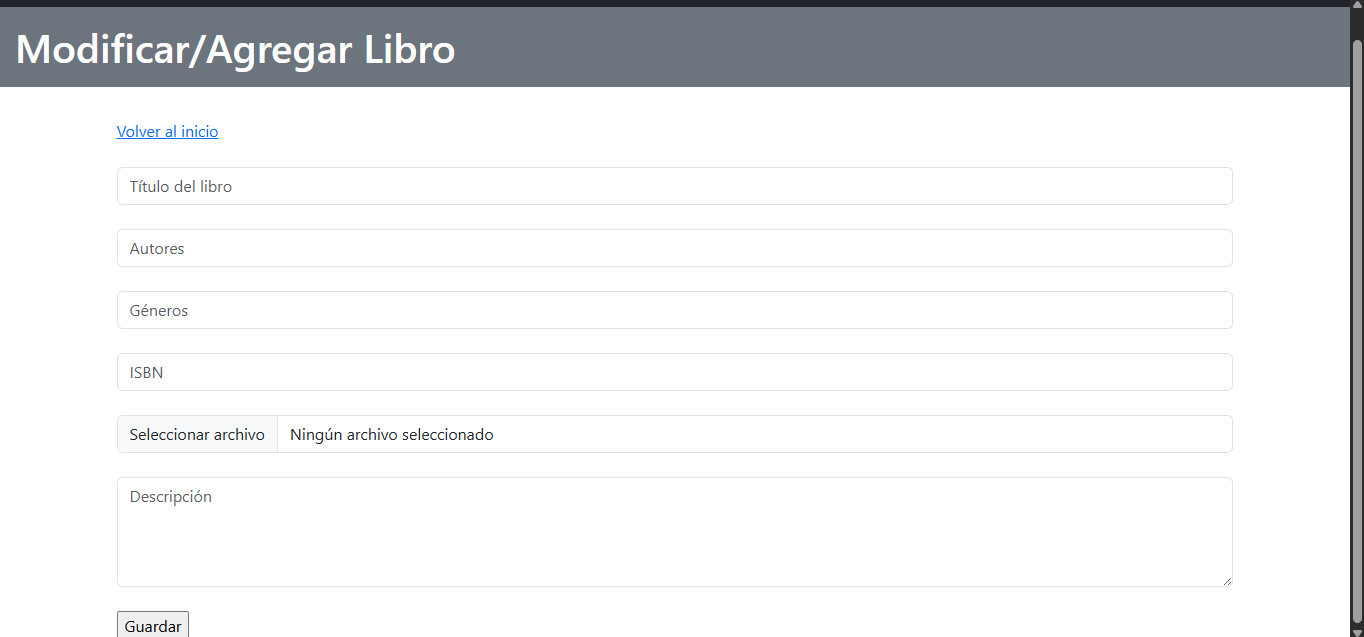 Modificar/Agregar Libro
Volver al inicio
Título del libro
Autores
Géneros
ISBN
Seleccionar archivo Ningún archivo seleccionado
Descripción
Guardar